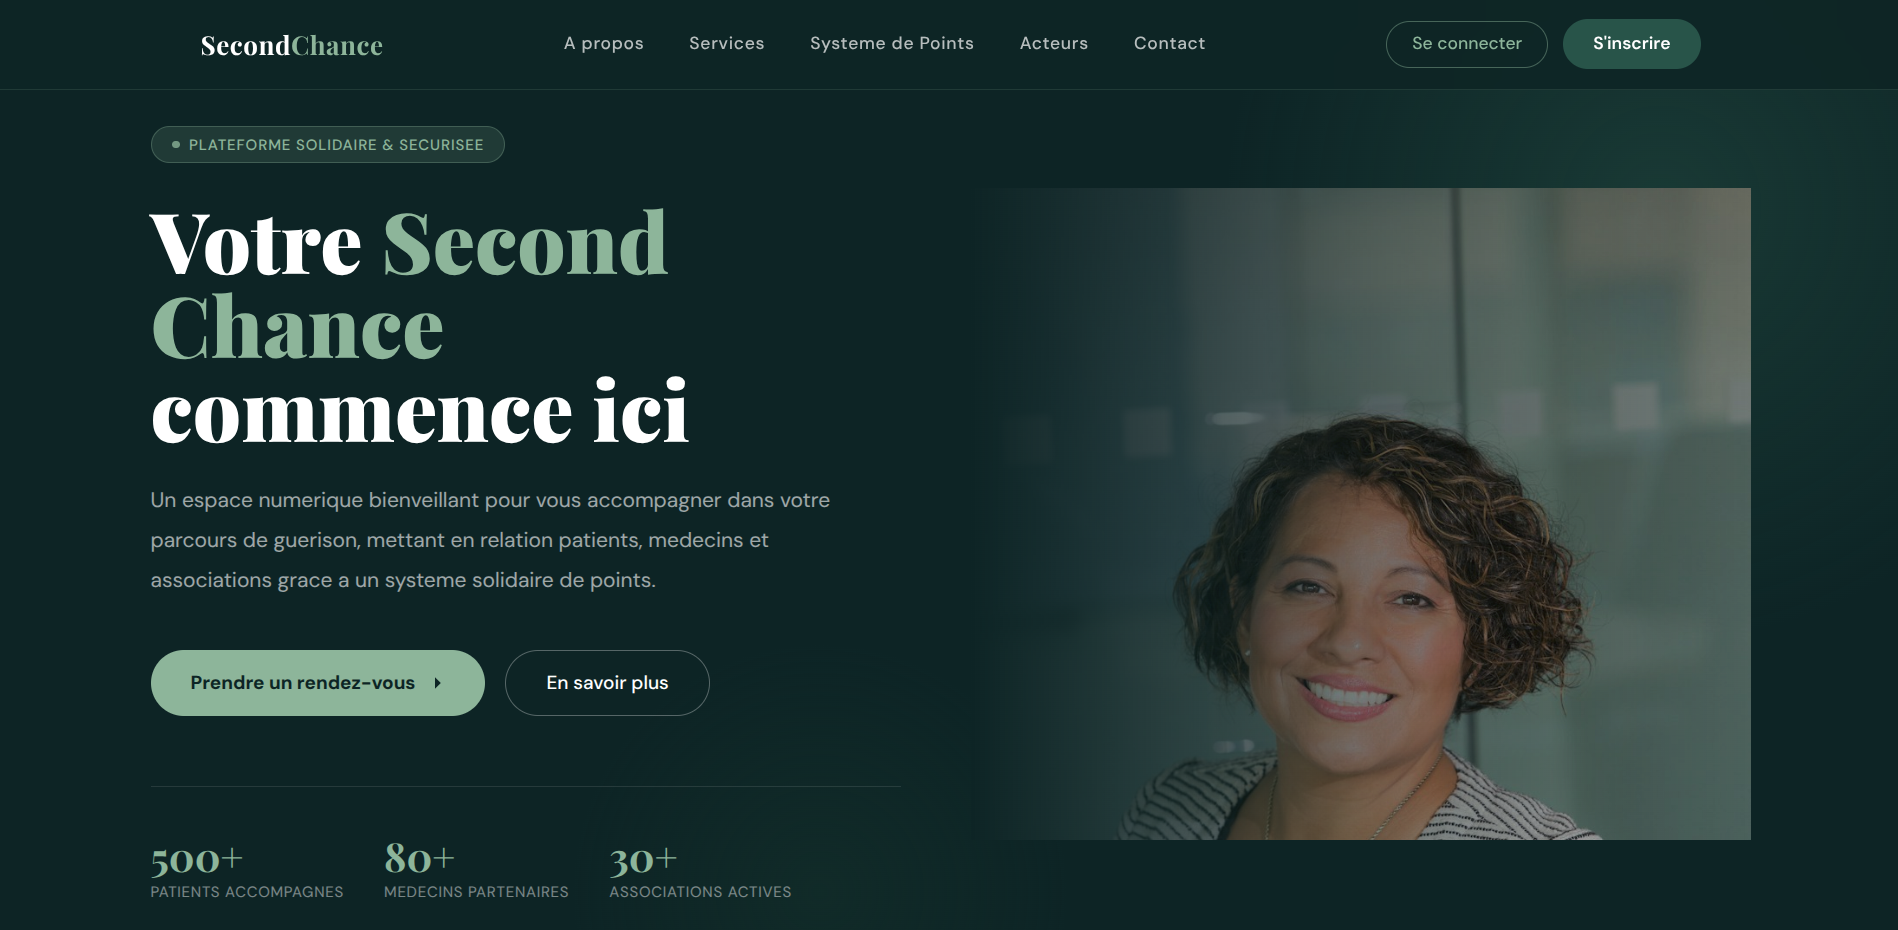 SecondChance
A propos
Services
Systeme de Points
Acteurs
Contact
Se connecter
S'inscrire
PLATEFORME SOLIDAIRE & SECURISEE
Votre Second
Chance
commence ici
Un espace numerique bienveillant pour vous accompagner dans votre
parcours de guerison, mettant en relation patients, medecins et
associations grace a un systeme solidaire de points.
Prendre un rendez-vous
En savoir plus
500+
PATIENTS ACCOMPAGNES
80+
MEDECINS PARTENAIRES
30+
ASSOCIATIONS ACTIVES